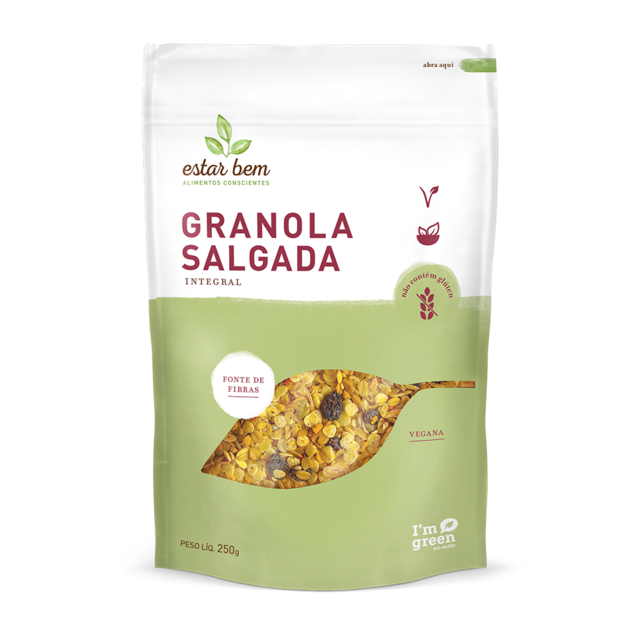 abra aqui
estar bem
ALIMENTOS CONSCIENTES
GRANOLA
SALGADA
INTEGRAL
não contém glúten
FONTE DE
FIBRAS
VEGANA
I'm
green
PESO LÍQ. 250g